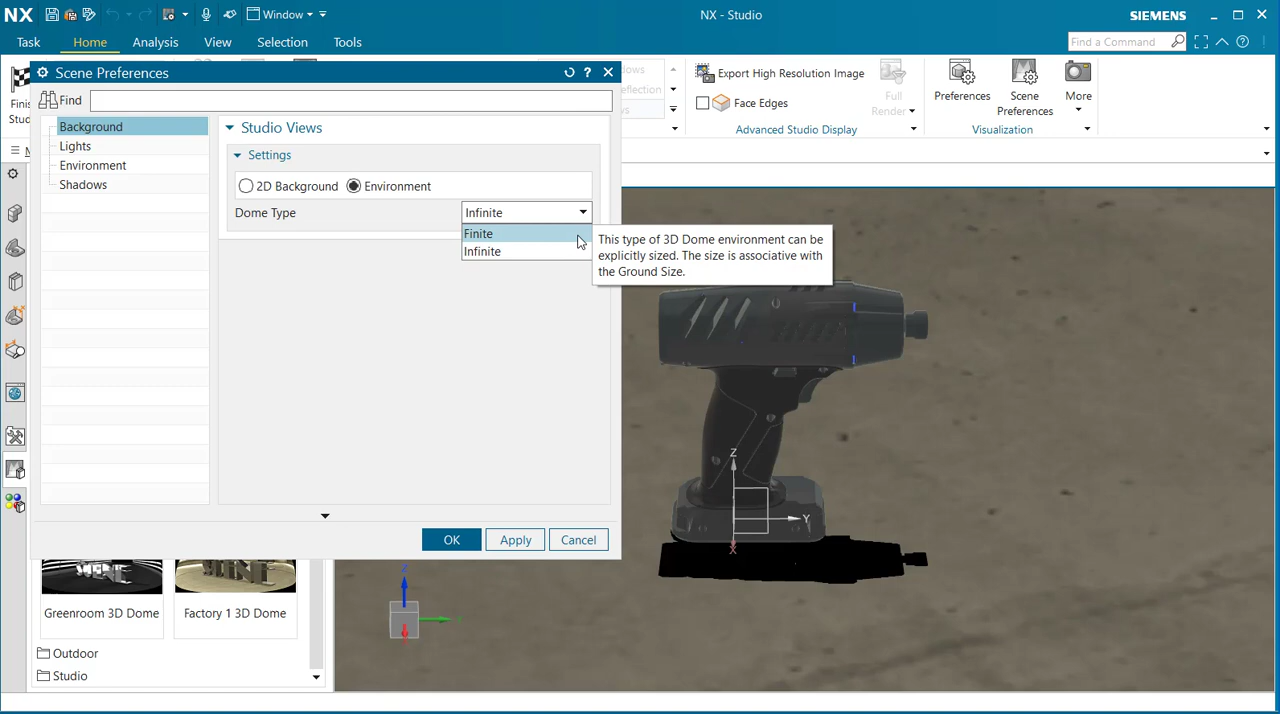 NX
Window
NX - Studio
SIEMENS
Task
Home
Analysis
View
Selection
Tools
Find a Command
Scene Preferences
Find
Background
Lights
Environment
Shadows
Studio Views
Settings
2D Background
Environment
Dome Type
Infinite
Finite
Infinite
This type of 3D Dome environment can be
explicitly sized. The size is associative with
the Ground Size.
OK
Apply
Cancel
Export High Resolution Image
Face Edges
Full
Render
Advanced Studio Display
Preferences
Scene
Preferences
More
Visualization
Greenroom 3D Dome
Factory 1 3D Dome
Outdoor
Studio
Z
Y
X